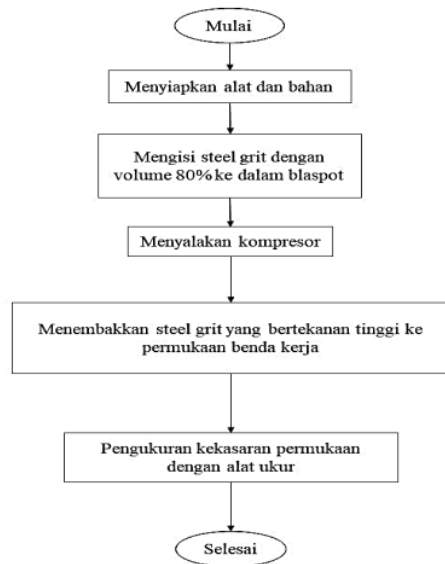 Mulai
Menyiapkan alat dan bahan
Mengisi steel grit dengan
volume 80% ke dalam blaspot
Menyalakan kompresor
Menembakkan steel grit yang bertekanan tinggi ke
permukaan benda kerja
Pengukuran kekasaran permukaan
dengan alat ukur
Selesai